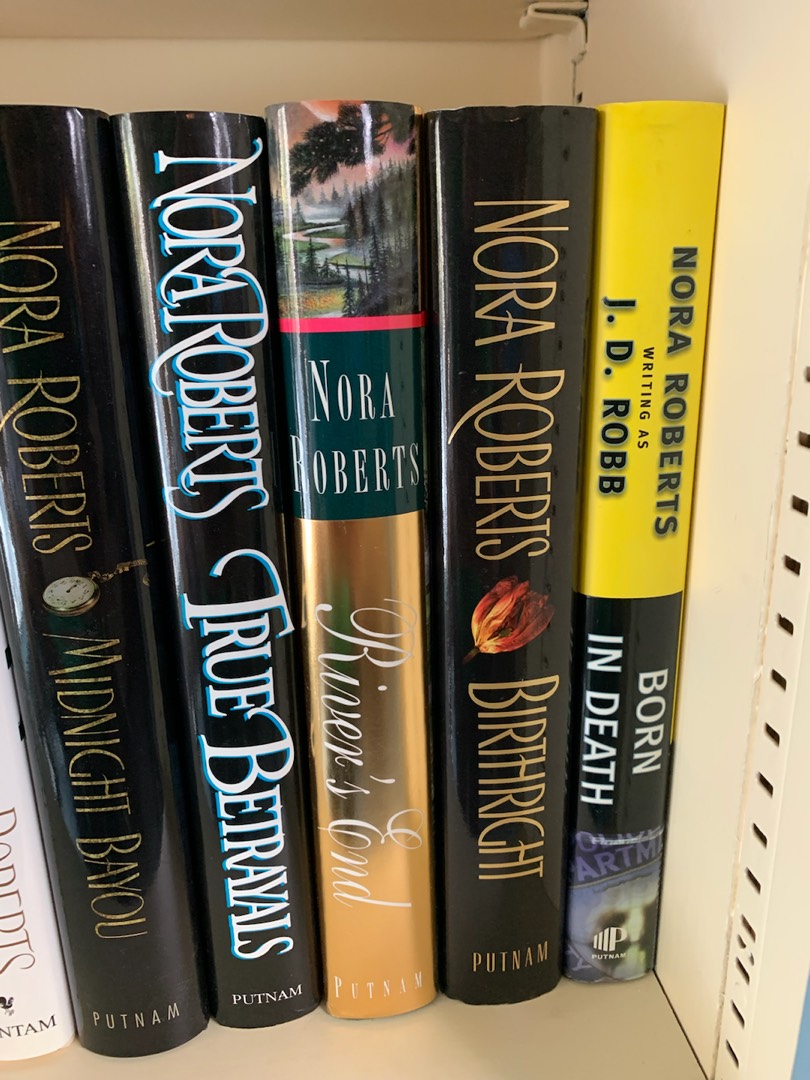 ROBERTS
NTAM
NORA ROBERTS
MIDNIGHT BAYOU
PUTNAM
NORA ROBERTS
TRUE BETRAYALS
PUTNAM
NORA
ROBERTS
River's End
PUTNAM
NORA ROBERTS
BIRTHRIGHT
PUTNAM
NORA ROBERTS
WRITING AS
J. D. ROBB
BORN
IN DEATH
ARTM
PUTNAM